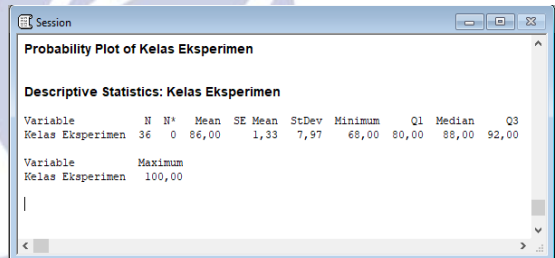 Session
Probability Plot of Kelas Eksperimen
Descriptive Statistics: Kelas Eksperimen
Variable N N* Mean SE Mean StDev Minimum Q1 Median Q3
Kelas Eksperimen 36 0 86,00 1,33 7,97 68,00 80,00 88,00 92,00
Variable Maximum
Kelas Eksperimen 100,00